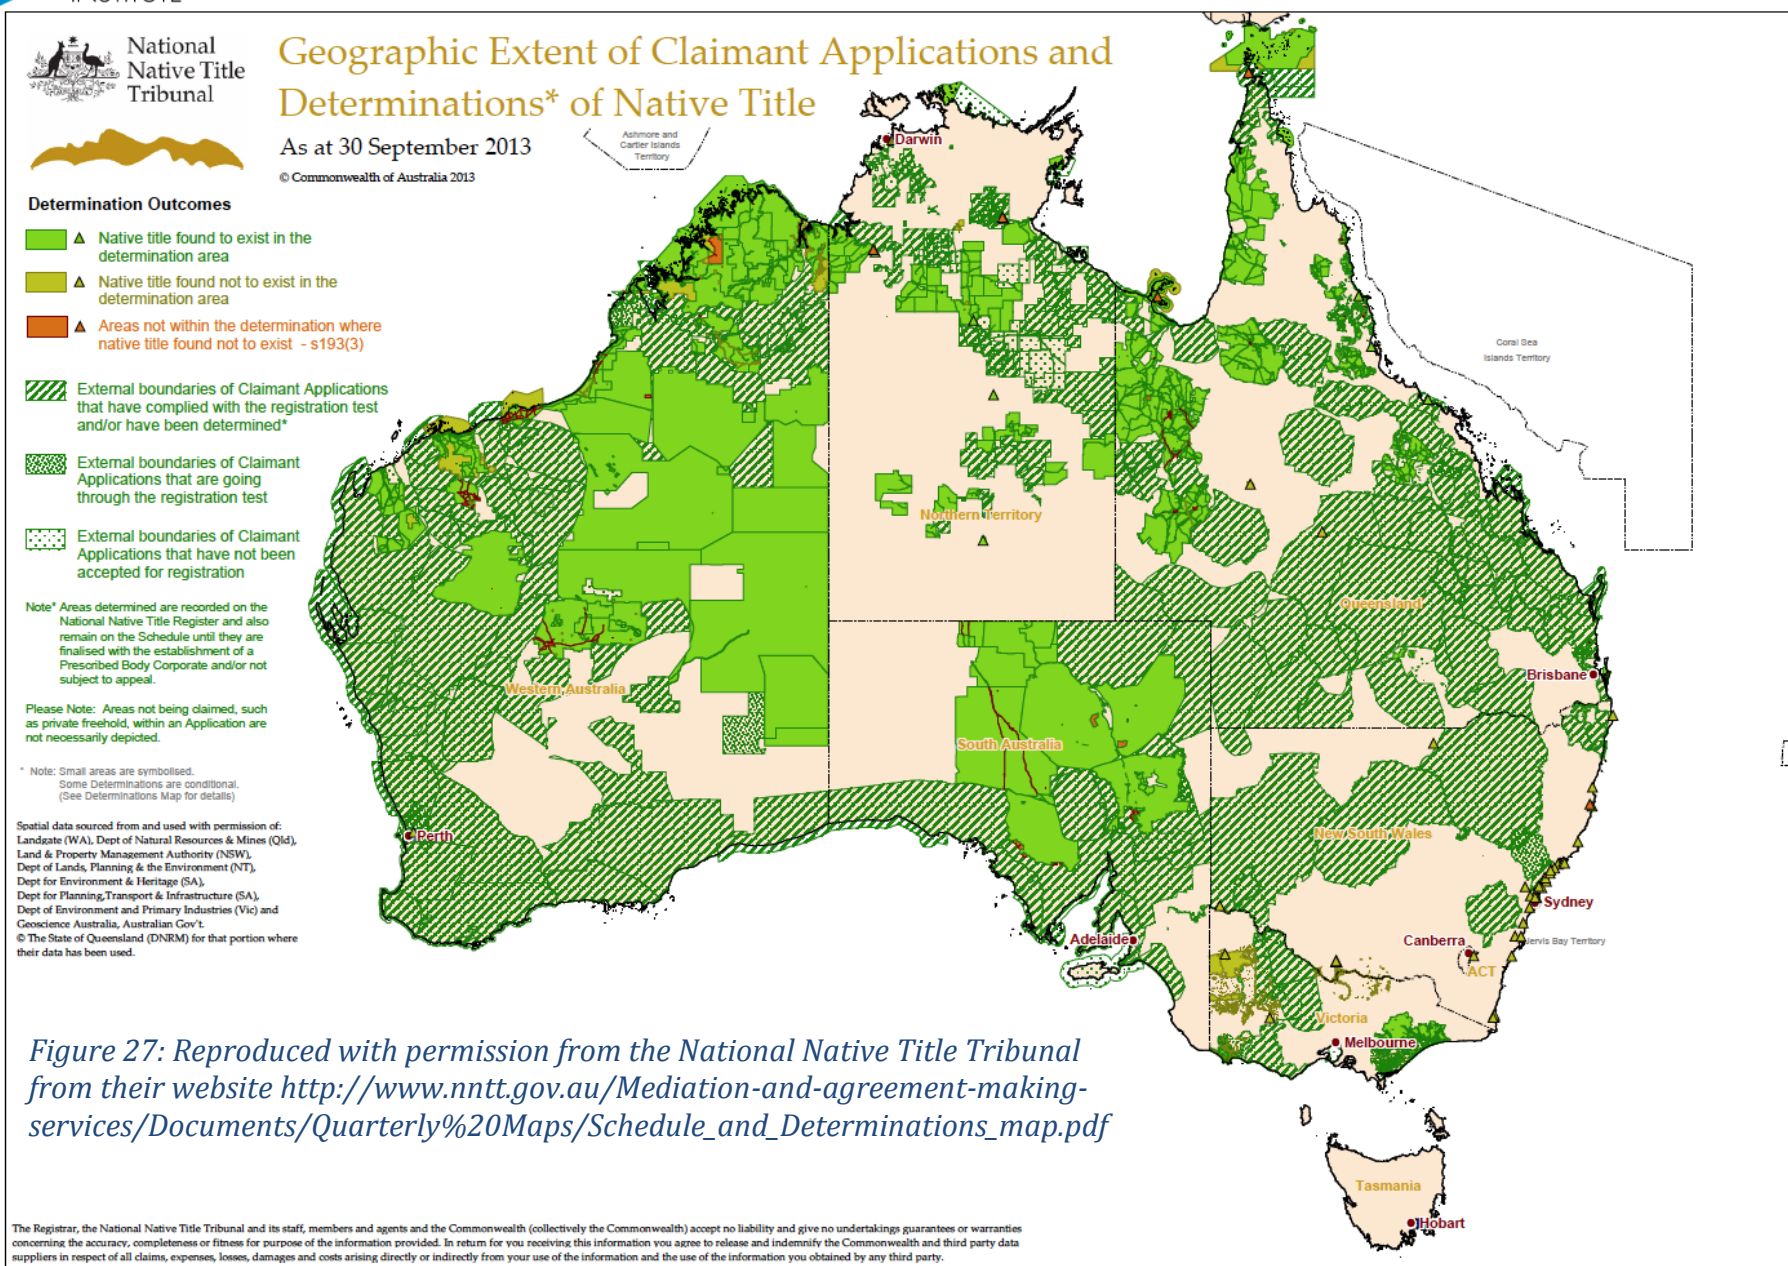 National
Native Title
Tribunal
Geographic Extent of Claimant Applications and
Determinations* of Native Title
As at 30 September 2013
© Commonwealth of Australia 2013
Determination Outcomes
Native title found to exist in the
determination area
Native title found not to exist in the
determination area
Areas not within the determination where
native title found not to exist - s193(3)
External boundaries of Claimant Applications
that have complied with the registration test
and/or have been determined*
External boundaries of Claimant
Applications that are going
through the registration test
External boundaries of Claimant
Applications that have not been
accepted for registration
Note* Areas determined are recorded on the
National Native Title Register and also
remain on the Schedule until they are
finalised with the establishment of a
Prescribed Body Corporate and/or not
subject to appeal.
Please Note: Areas not being claimed, such
as private freehold, within an Application are
not necessarily depicted.
* Note: Small areas are symbolised.
Some Determinations are conditional.
(See Determinations Map for details)
Spatial data sourced from and used with permission of:
Landgate (WA), Dept of Natural Resources & Mines (Qld),
Land & Property Management Authority (NSW),
Dept of Lands, Planning & the Environment (NT),
Dept for Environment & Heritage (SA),
Dept for Planning,Transport & Infrastructure (SA),
Dept of Environment and Primary Industries (Vic) and
Geoscience Australia, Australian Gov't.
© The State of Queensland (DNRM) for that portion where
their data has been used.
Ashmore and
Cartier Islands
Territory
Darwin
Coral Sea
Islands Territory
Northern Territory
Queensland
Brisbane
Western Australia
South Australia
Perth
New South Wales
Sydney
Adelaide
Canberra
Jervis Bay Territory
ACT
Victoria
Melbourne
Tasmania
Hobart
Figure 27: Reproduced with permission from the National Native Title Tribunal
from their website http://www.nntt.gov.au/Mediation-and-agreement-making-
services/Documents/Quarterly%20Maps/Schedule_and_Determinations_map.pdf
The Registrar, the National Native Title Tribunal and its staff, members and agents and the Commonwealth (collectively the Commonwealth) accept no liability and give no undertakings guarantees or warranties
concerning the accuracy, completeness or fitness for purpose of the information provided. In return for you receiving this information you agree to release and indemnify the Commonwealth and third party data
suppliers in respect of all claims, expenses, losses, damages and costs arising directly or indirectly from your use of the information and the use of the information you obtained by any third party.